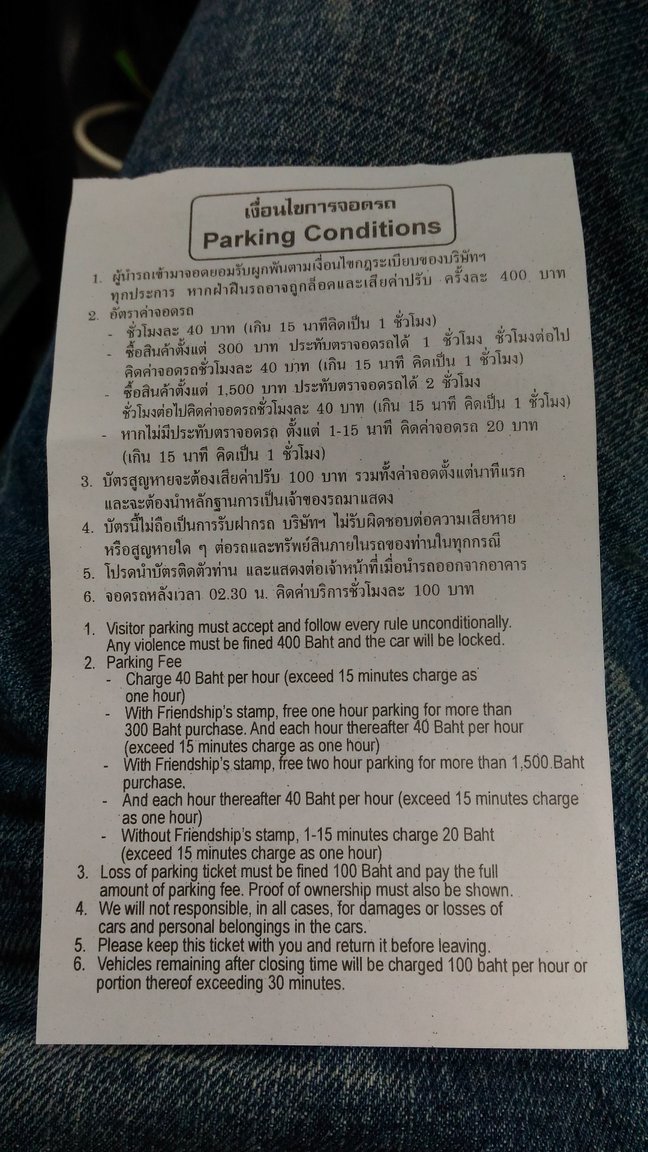 เงื่อนไขการจอดรถ
Parking Conditions
1. ผู้นำรถเข้ามาจอดยอมรับผูกพันตามเงื่อนไขกฎระเบียบของบริษัทฯ
ทุกประการ หากฝ่าฝืนรถอาจถูกล็อคและเสียค่าปรับ ครั้งละ 400 บาท
2. อัตราค่าจอดรถ
- ชั่วโมงละ 40 บาท (เกิน 15 นาทีคิดเป็น 1 ชั่วโมง)
- ซื้อสินค้าตั้งแต่ 300 บาท ประทับตราจอดรถได้ 1 ชั่วโมง ชั่วโมงต่อไป
คิดค่าจอดรถชั่วโมงละ 40 บาท (เกิน 15 นาที คิดเป็น 1 ชั่วโมง)
- ซื้อสินค้าตั้งแต่ 1,500 บาท ประทับตราจอดรถได้ 2 ชั่วโมง
ชั่วโมงต่อไปคิดค่าจอดรถชั่วโมงละ 40 บาท (เกิน 15 นาที คิดเป็น 1 ชั่วโมง)
- หากไม่มีประทับตราจอดรถ ตั้งแต่ 1-15 นาที คิดค่าจอดรถ 20 บาท
(เกิน 15 นาที คิดเป็น 1 ชั่วโมง)
3. บัตรสูญหายจะต้องเสียค่าปรับ 100 บาท รวมทั้งค่าจอดตั้งแต่นาทีแรก
และจะต้องนำหลักฐานการเป็นเจ้าของรถมาแสดง
4. บัตรนี้ไม่ถือเป็นการรับฝากรถ บริษัทฯ ไม่รับผิดชอบต่อความเสียหาย
หรือสูญหายใด ๆ ต่อรถและทรัพย์สินภายในรถของท่านในทุกกรณี
5. โปรดนำบัตรติดตัวท่าน และแสดงต่อเจ้าหน้าที่เมื่อนำรถออกจากอาคาร
6. จอดรถหลังเวลา 02.30 น. คิดค่าบริการชั่วโมงละ 100 บาท
1. Visitor parking must accept and follow every rule unconditionally.
Any violence must be fined 400 Baht and the car will be locked.
2. Parking Fee
- Charge 40 Baht per hour (exceed 15 minutes charge as
one hour)
- With Friendship's stamp, free one hour parking for more than
300 Baht purchase. And each hour thereafter 40 Baht per hour
(exceed 15 minutes charge as one hour)
- With Friendship's stamp, free two hour parking for more than 1,500 Baht
purchase.
- And each hour thereafter 40 Baht per hour (exceed 15 minutes charge
as one hour)
- Without Friendship's stamp, 1-15 minutes charge 20 Baht
(exceed 15 minutes charge as one hour)
3. Loss of parking ticket must be fined 100 Baht and pay the full
amount of parking fee. Proof of ownership must also be shown.
4. We will not responsible, in all cases, for damages or losses of
cars and personal belongings in the cars.
5. Please keep this ticket with you and return it before leaving.
6. Vehicles remaining after closing time will be charged 100 baht per hour or
portion thereof exceeding 30 minutes.